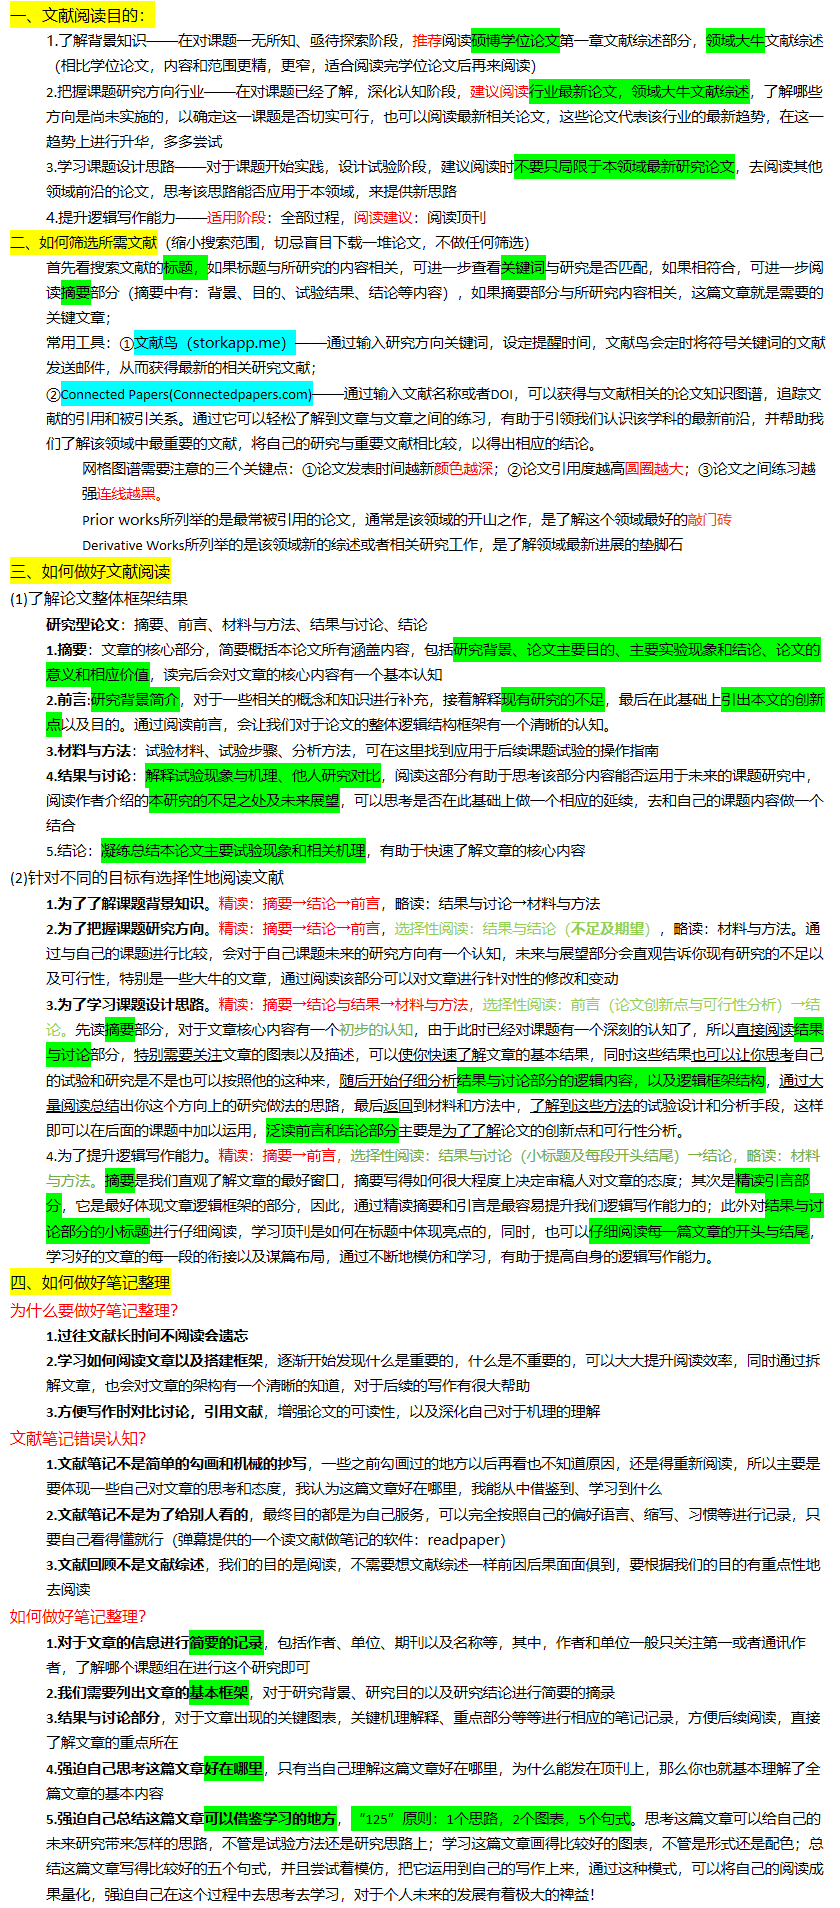 一、文献阅读目的：
1.了解背景知识——在对课题一无所知、亟待探索阶段，推荐阅读硕博学位论文第一章文献综述部分，领域大牛文献综述
（相比学位论文，内容和范围更精，更窄，适合阅读完学位论文后再来阅读）
2.把握课题研究方向行业——在对课题已经了解，深化认知阶段，建议阅读行业最新论文，领域大牛文献综述，了解哪些
方向是尚未实施的，以确定这一课题是否切实可行，也可以阅读最新相关论文，这些论文代表该行业的最新趋势，在这一
趋势上进行升华，多多尝试
3.学习课题设计思路——对于课题开始实践，设计试验阶段，建议阅读时不要只局限于本领域最新研究论文，去阅读其他
领域前沿的论文，思考该思路能否应用于本领域，来提供新思路
4.提升逻辑写作能力——适用阶段：全部过程，阅读建议：阅读顶刊
二、如何筛选所需文献（缩小搜索范围，切忌盲目下载一堆论文，不做任何筛选）
首先看搜索文献的标题，如果标题与所研究的内容相关，可进一步查看关键词与研究是否匹配，如果相符合，可进一步阅
读摘要部分（摘要中有：背景、目的、试验结果、结论等内容），如果摘要部分与所研究内容相关，这篇文章就是需要的
关键文章；
常用工具：①文献鸟（storkapp.me）——通过输入研究方向关键词，设定提醒时间，文献鸟会定时将符号关键词的文献
发送邮件，从而获得最新的相关研究文献；
②Connected Papers(Connectedpapers.com)——通过输入文献名称或者DOI，可以获得与文献相关的论文知识图谱，追踪文
献的引用和被引关系。通过它可以轻松了解到文章与文章之间的练习，有助于引领我们认识该学科的最新前沿，并帮助我
们了解该领域中最重要的文献，将自己的研究与重要文献相比较，以得出相应的结论。
网格图谱需要注意的三个关键点：①论文发表时间越新颜色越深；②论文引用度越高圆圈越大；③论文之间练习越
强连线越黑。
Prior works所列举的是最常被引用的论文，通常是该领域的开山之作，是了解这个领域最好的敲门砖
Derivative Works所列举的是该领域新的综述或者相关研究工作，是了解领域最新进展的垫脚石
三、如何做好文献阅读
(1)了解论文整体框架结果
研究型论文：摘要、前言、材料与方法、结果与讨论、结论
1.摘要：文章的核心部分，简要概括本论文所有涵盖内容，包括研究背景、论文主要目的、主要实验现象和结论、论文的
意义和相应价值，读完后会对文章的核心内容有一个基本认知
2.前言:研究背景简介，对于一些相关的概念和知识进行补充，接着解释现有研究的不足，最后在此基础上引出本文的创新
点以及目的。通过阅读前言，会让我们对于论文的整体逻辑结构框架有一个清晰的认知。
3.材料与方法：试验材料、试验步骤、分析方法，可在这里找到应用于后续课题试验的操作指南
4.结果与讨论：解释试验现象与机理、他人研究对比，阅读这部分有助于思考该部分内容能否运用于未来的课题研究中，
阅读作者介绍的本研究的不足之处及未来展望，可以思考是否在此基础上做一个相应的延续，去和自己的课题内容做一个
结合
5.结论：凝练总结本论文主要试验现象和相关机理，有助于快速了解文章的核心内容
(2)针对不同的目标有选择性地阅读文献
1.为了了解课题背景知识。精读：摘要→结论→前言，略读：结果与讨论→材料与方法
2.为了把握课题研究方向。精读：摘要→结论→前言，选择性阅读：结果与结论（不足及期望），略读：材料与方法。通
过与自己的课题进行比较，会对于自己课题未来的研究方向有一个认知，未来与展望部分会直观告诉你现有研究的不足以
及可行性，特别是一些大牛的文章，通过阅读该部分可以对文章进行针对性的修改和变动
3.为了学习课题设计思路。精读：摘要→结论与结果→材料与方法，选择性阅读：前言（论文创新点与可行性分析）→结
论。先读摘要部分，对于文章核心内容有一个初步的认知，由于此时已经对课题有一个深刻的认知了，所以直接阅读结果
与讨论部分，特别需要关注文章的图表以及描述，可以使你快速了解文章的基本结果，同时这些结果也可以让你思考自己
的试验和研究是不是也可以按照他的这种来，随后开始仔细分析结果与讨论部分的逻辑内容，以及逻辑框架结构，通过大
量阅读总结出你这个方向上的研究做法的思路，最后返回到材料和方法中，了解到这些方法的试验设计和分析手段，这样
即可以在后面的课题中加以运用，泛读前言和结论部分主要是为了了解论文的创新点和可行性分析。
4.为了提升逻辑写作能力。精读：摘要→前言，选择性阅读：结果与讨论（小标题及每段开头结尾）→结论，略读：材料
与方法。摘要是我们直观了解文章的最好窗口，摘要写得如何很大程度上决定审稿人对文章的态度；其次是精读引言部
分，它是最好体现文章逻辑框架的部分，因此，通过精读摘要和引言是最容易提升我们逻辑写作能力的；此外对结果与讨
论部分的小标题进行仔细阅读，学习顶刊是如何在标题中体现亮点的，同时，也可以仔细阅读每一篇文章的开头与结尾，
学习好的文章的每一段的衔接以及谋篇布局，通过不断地模仿和学习，有助于提高自身的逻辑写作能力。
四、如何做好笔记整理
为什么要做好笔记整理？
1.过往文献长时间不阅读会遗忘
2.学习如何阅读文章以及搭建框架，逐渐开始发现什么是重要的，什么是不重要的，可以大大提升阅读效率，同时通过拆
解文章，也会对文章的架构有一个清晰的知道，对于后续的写作有很大帮助
3.方便写作时对比讨论，引用文献，增强论文的可读性，以及深化自己对于机理的理解
文献笔记错误认知？
1.文献笔记不是简单的勾画和机械的抄写，一些之前勾画过的地方以后再看也不知道原因，还是得重新阅读，所以主要是
要体现一些自己对文章的思考和态度，我认为这篇文章好在哪里，我能从中借鉴到、学习到什么
2.文献笔记不是为了给别人看的，最终目的都是为自己服务，可以完全按照自己的偏好语言、缩写、习惯等进行记录，只
要自己看得懂就行（弹幕提供的一个读文献做笔记的软件：readpaper）
3.文献回顾不是文献综述，我们的目的是阅读，不需要想文献综述一样前因后果面面俱到，要根据我们的目的有重点性地
去阅读
如何做好笔记整理？
1.对于文章的信息进行简要的记录，包括作者、单位、期刊以及名称等，其中，作者和单位一般只关注第一或者通讯作
者，了解哪个课题组在进行这个研究即可
2.我们需要列出文章的基本框架，对于研究背景、研究目的以及研究结论进行简要的摘录
3.结果与讨论部分，对于文章出现的关键图表，关键机理解释、重点部分等等进行相应的笔记记录，方便后续阅读，直接
了解文章的重点所在
4.强迫自己思考这篇文章好在哪里，只有当自己理解这篇文章好在哪里，为什么能发在顶刊上，那么你也就基本理解了全
篇文章的基本内容
5.强迫自己总结这篇文章可以借鉴学习的地方，“125”原则：1个思路，2个图表，5个句式。思考这篇文章可以给自己的
未来研究带来怎样的思路，不管是试验方法还是研究思路上；学习这篇文章画得比较好的图表，不管是形式还是配色；总
结这篇文章写得比较好的五个句式，并且尝试着模仿，把它运用到自己的写作上来，通过这种模式，可以将自己的阅读成
果量化，强迫自己在这个过程中去思考去学习，对于个人未来的发展有着极大的裨益！